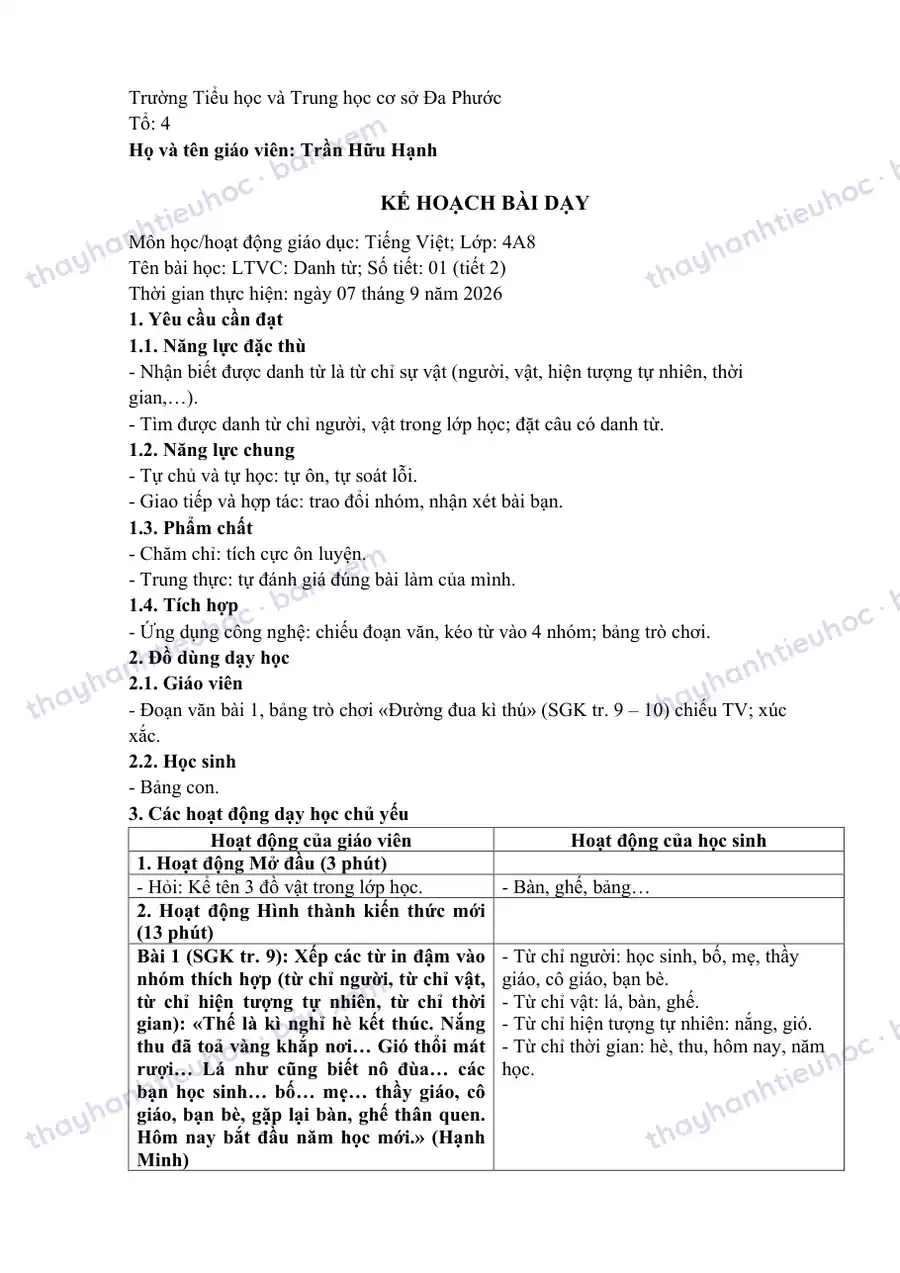 Trường Tiểu học và Trung học cơ sở Đa Phước
Tổ: 4
Họ và tên giáo viên: Trần Hữu Hạnh
KẾ HOẠCH BÀI DẠY
Môn học/hoạt động giáo dục: Tiếng Việt; Lớp: 4A8
Tên bài học: LTVC: Danh từ; Số tiết: 01 (tiết 2)
Thời gian thực hiện: ngày 07 tháng 9 năm 2026
1. Yêu cầu cần đạt
1.1. Năng lực đặc thù
- Nhận biết được danh từ là từ chỉ sự vật (người, vật, hiện tượng tự nhiên, thời
gian,…).
- Tìm được danh từ chỉ người, vật trong lớp học; đặt câu có danh từ.
1.2. Năng lực chung
- Tự chủ và tự học: tự ôn, tự soát lỗi.
- Giao tiếp và hợp tác: trao đổi nhóm, nhận xét bài bạn.
1.3. Phẩm chất
- Chăm chỉ: tích cực ôn luyện.
- Trung thực: tự đánh giá đúng bài làm của mình.
1.4. Tích hợp
- Ứng dụng công nghệ: chiếu đoạn văn, kéo từ vào 4 nhóm; bảng trò chơi.
2. Đồ dùng dạy học
2.1. Giáo viên
- Đoạn văn bài 1, bảng trò chơi «Đường đua kì thú» (SGK tr. 9 – 10) chiếu TV; xúc
xắc.
2.2. Học sinh
- Bảng con.
3. Các hoạt động dạy học chủ yếu
Hoạt động của giáo viên
Hoạt động của học sinh
1. Hoạt động Mở đầu (3 phút)
- Hỏi: Kể tên 3 đồ vật trong lớp học.
- Bàn, ghế, bảng…
2. Hoạt động Hình thành kiến thức mới
(13 phút)
Bài 1 (SGK tr. 9): Xếp các từ in đậm vào
nhóm thích hợp (từ chỉ người, từ chỉ vật,
từ chỉ hiện tượng tự nhiên, từ chỉ thời
gian): «Thế là kì nghỉ hè kết thúc. Nắng
thu đã toả vàng khắp nơi… Gió thổi mát
rượi… Lá như cũng biết nô đùa… các
bạn học sinh… bố… mẹ… thầy giáo, cô
giáo, bạn bè, gặp lại bàn, ghế thân quen.
Hôm nay bắt đầu năm học mới.» (Hạnh
Minh)
- Từ chỉ người: học sinh, bố, mẹ, thầy
giáo, cô giáo, bạn bè.
- Từ chỉ vật: lá, bàn, ghế.
- Từ chỉ hiện tượng tự nhiên: nắng, gió.
- Từ chỉ thời gian: hè, thu, hôm nay, năm
học.
thayhanhtieuhoc · bản xem
thayhanhtieuhoc · b
thayhanhtieuhoc · bản xem
thayhanhtieuhoc · b
thayhanhtieuhoc · bản xem
thayhanhtieuhoc · b